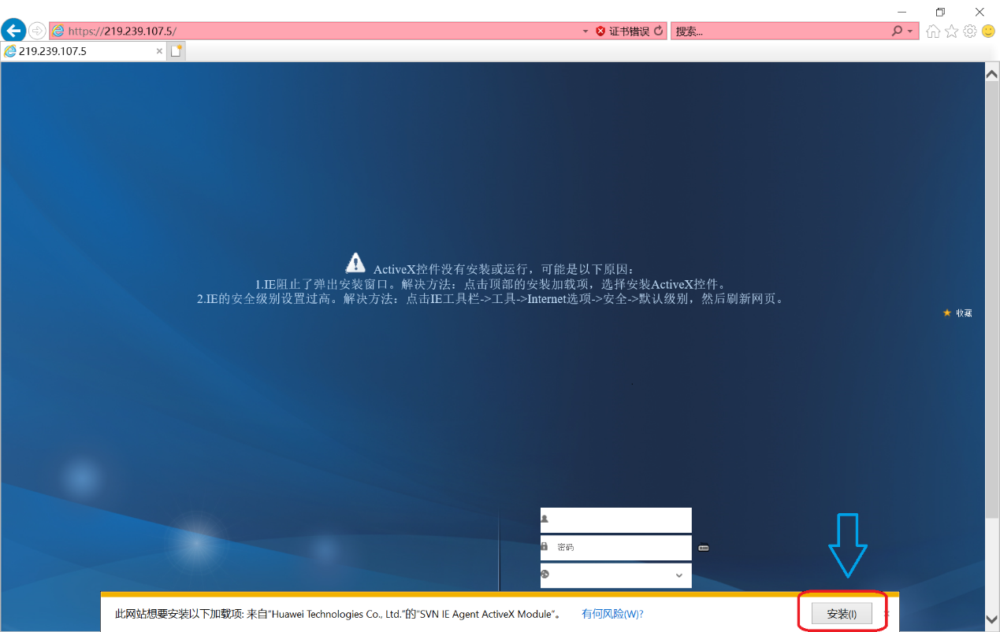 https://219.239.107.5/
证书错误
搜索...
219.239.107.5
ActiveX控件没有安装或运行，可能是以下原因：
1.IE阻止了弹出安装窗口。解决方法：点击顶部的安装加载项，选择安装ActiveX控件。
2.IE的安全级别设置过高。解决方法：点击IE工具栏->工具->Internet选项->安全->默认级别，然后刷新网页。
收藏
密码
此网站想要安装以下加载项: 来自“Huawei Technologies Co., Ltd.”的“SVN IE Agent ActiveX Module”。 有何风险(W)? 安装(I)